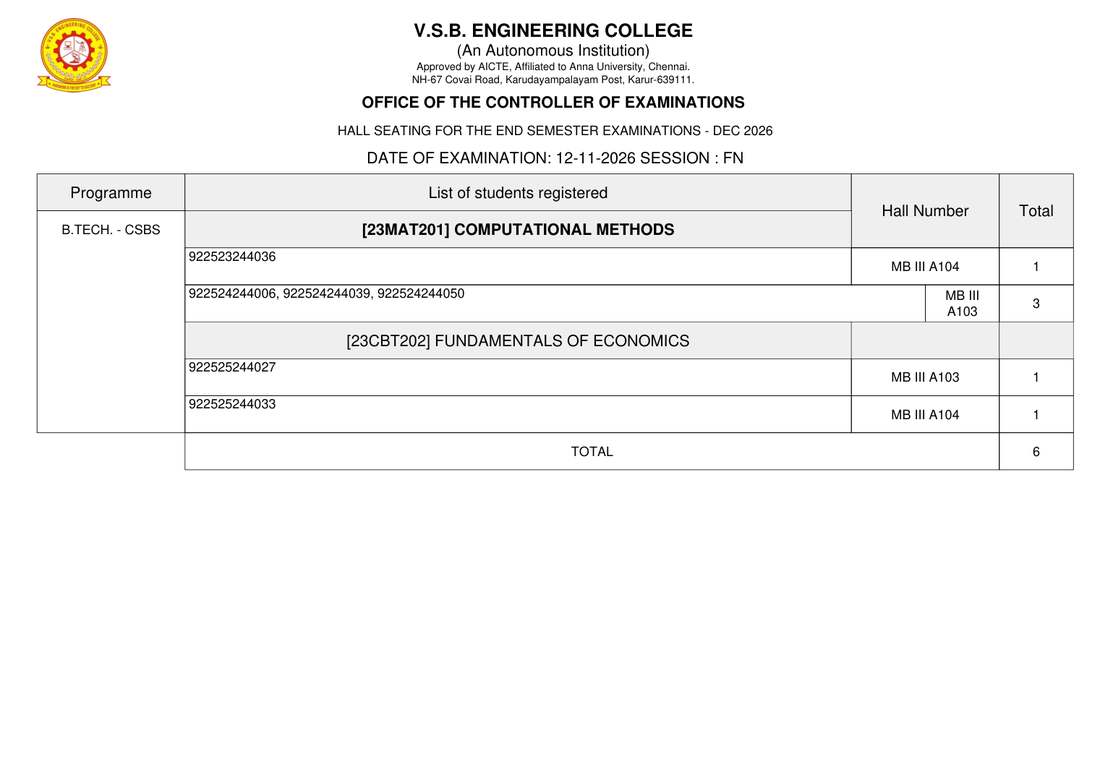 V.S.B. ENGINEERING COLLEGE
(An Autonomous Institution)
Approved by AICTE, Affiliated to Anna University, Chennai.
NH-67 Covai Road, Karudayampalayam Post, Karur-639111.
OFFICE OF THE CONTROLLER OF EXAMINATIONS
HALL SEATING FOR THE END SEMESTER EXAMINATIONS - DEC 2026
DATE OF EXAMINATION: 12-11-2026 SESSION : FN
Programme List of students registered Hall Number Total
B.TECH. - CSBS [23MAT201] COMPUTATIONAL METHODS
922523244036 MB III A104 1
922524244006, 922524244039, 922524244050 MB III A103 3
[23CBT202] FUNDAMENTALS OF ECONOMICS
922525244027 MB III A103 1
922525244033 MB III A104 1
TOTAL 6